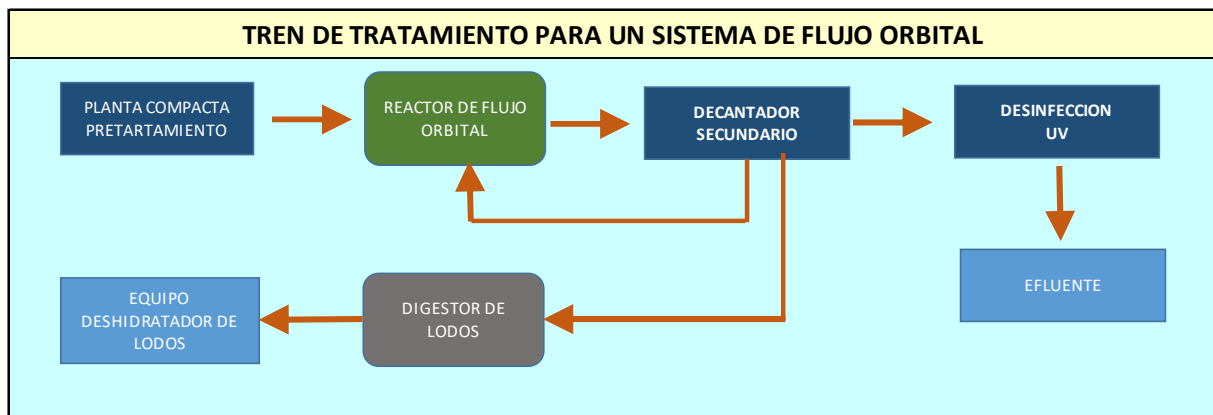 TREN DE TRATAMIENTO PARA UN SISTEMA DE FLUJO ORBITAL
PLANTA COMPACTA
PRETARTAMIENTO
REACTOR DE FLUJO
ORBITAL
DECANTADOR
SECUNDARIO
DESINFECCION
UV
EQUIPO
DESHIDRATADOR DE
LODOS
DIGESTOR DE
LODOS
EFLUENTE